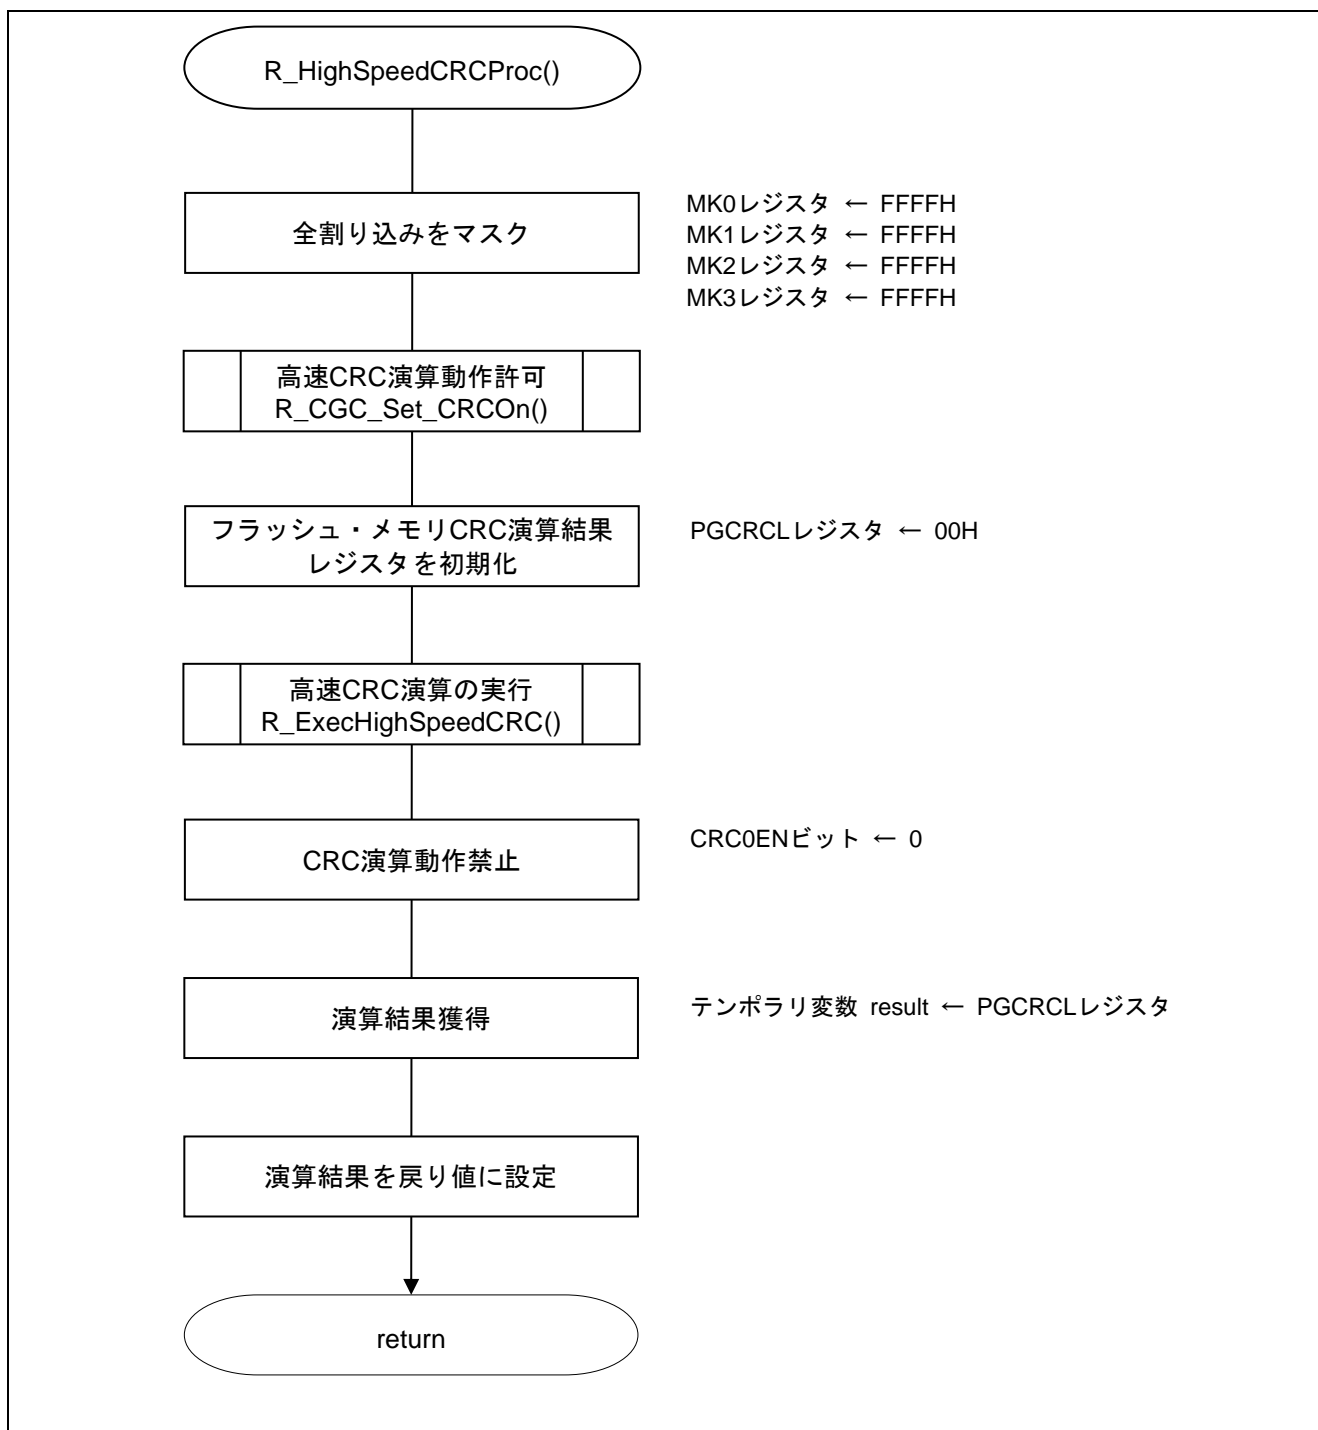 R_HighSpeedCRCProc()
全割り込みをマスク
MK0レジスタ ← FFFFH
MK1レジスタ ← FFFFH
MK2レジスタ ← FFFFH
MK3レジスタ ← FFFFH
高速CRC演算動作許可
R_CGC_Set_CRCOn()
フラッシュ・メモリCRC演算結果
レジスタを初期化
PGCRCLレジスタ ← 00H
高速CRC演算の実行
R_ExecHighSpeedCRC()
CRC演算動作禁止
CRC0ENビット ← 0
演算結果獲得
テンポラリ変数 result ← PGCRCLレジスタ
演算結果を戻り値に設定
return